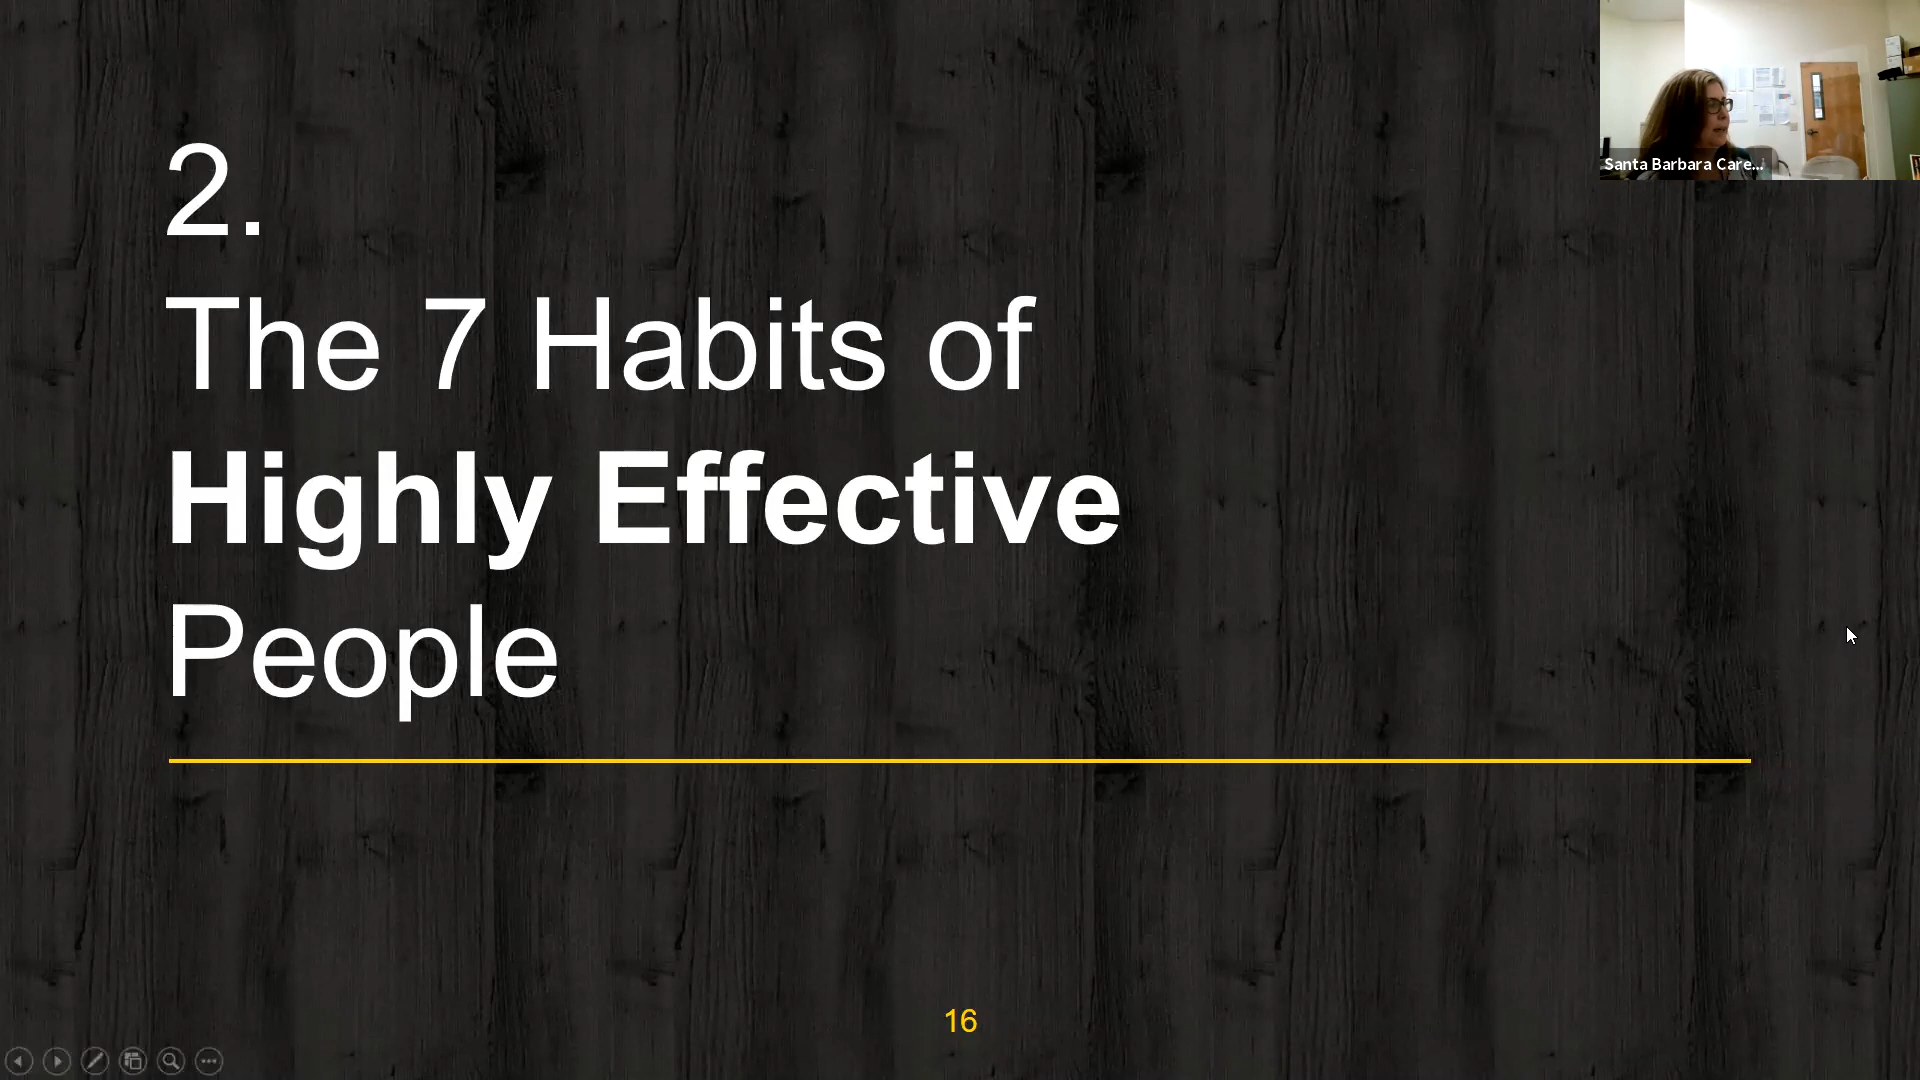 2.
The 7 Habits of
Highly Effective
People
Santa Barbara Care...
16